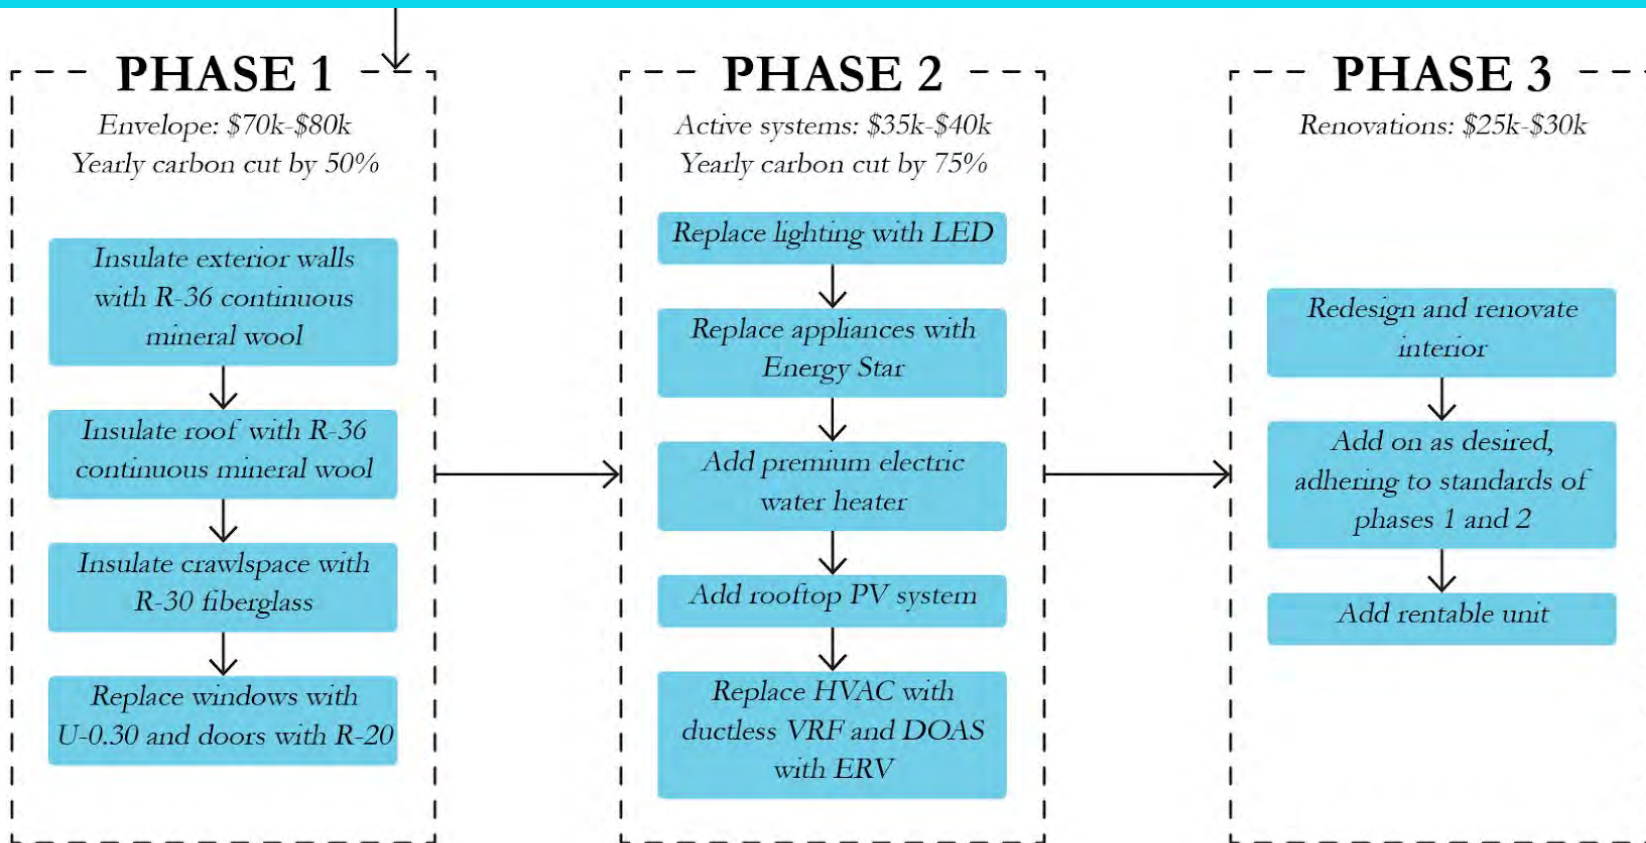 PHASE 1
Envelope: $70k-$80k
Yearly carbon cut by 50%
Insulate exterior walls
with R-36 continuous
mineral wool
Insulate roof with R-36
continuous mineral wool
Insulate crawlspace with
R-30 fiberglass
Replace windows with
U-0.30 and doors with R-20
PHASE 2
Active systems: $35k-$40k
Yearly carbon cut by 75%
Replace lighting with LED
Replace appliances with
Energy Star
Add premium electric
water heater
Add rooftop PV system
Replace HVAC with
ductless VRF and DOAS
with ERV
PHASE 3
Renovations: $25k-$30k
Redesign and renovate
interior
Add on as desired,
adhering to standards of
phases 1 and 2
Add rentable unit